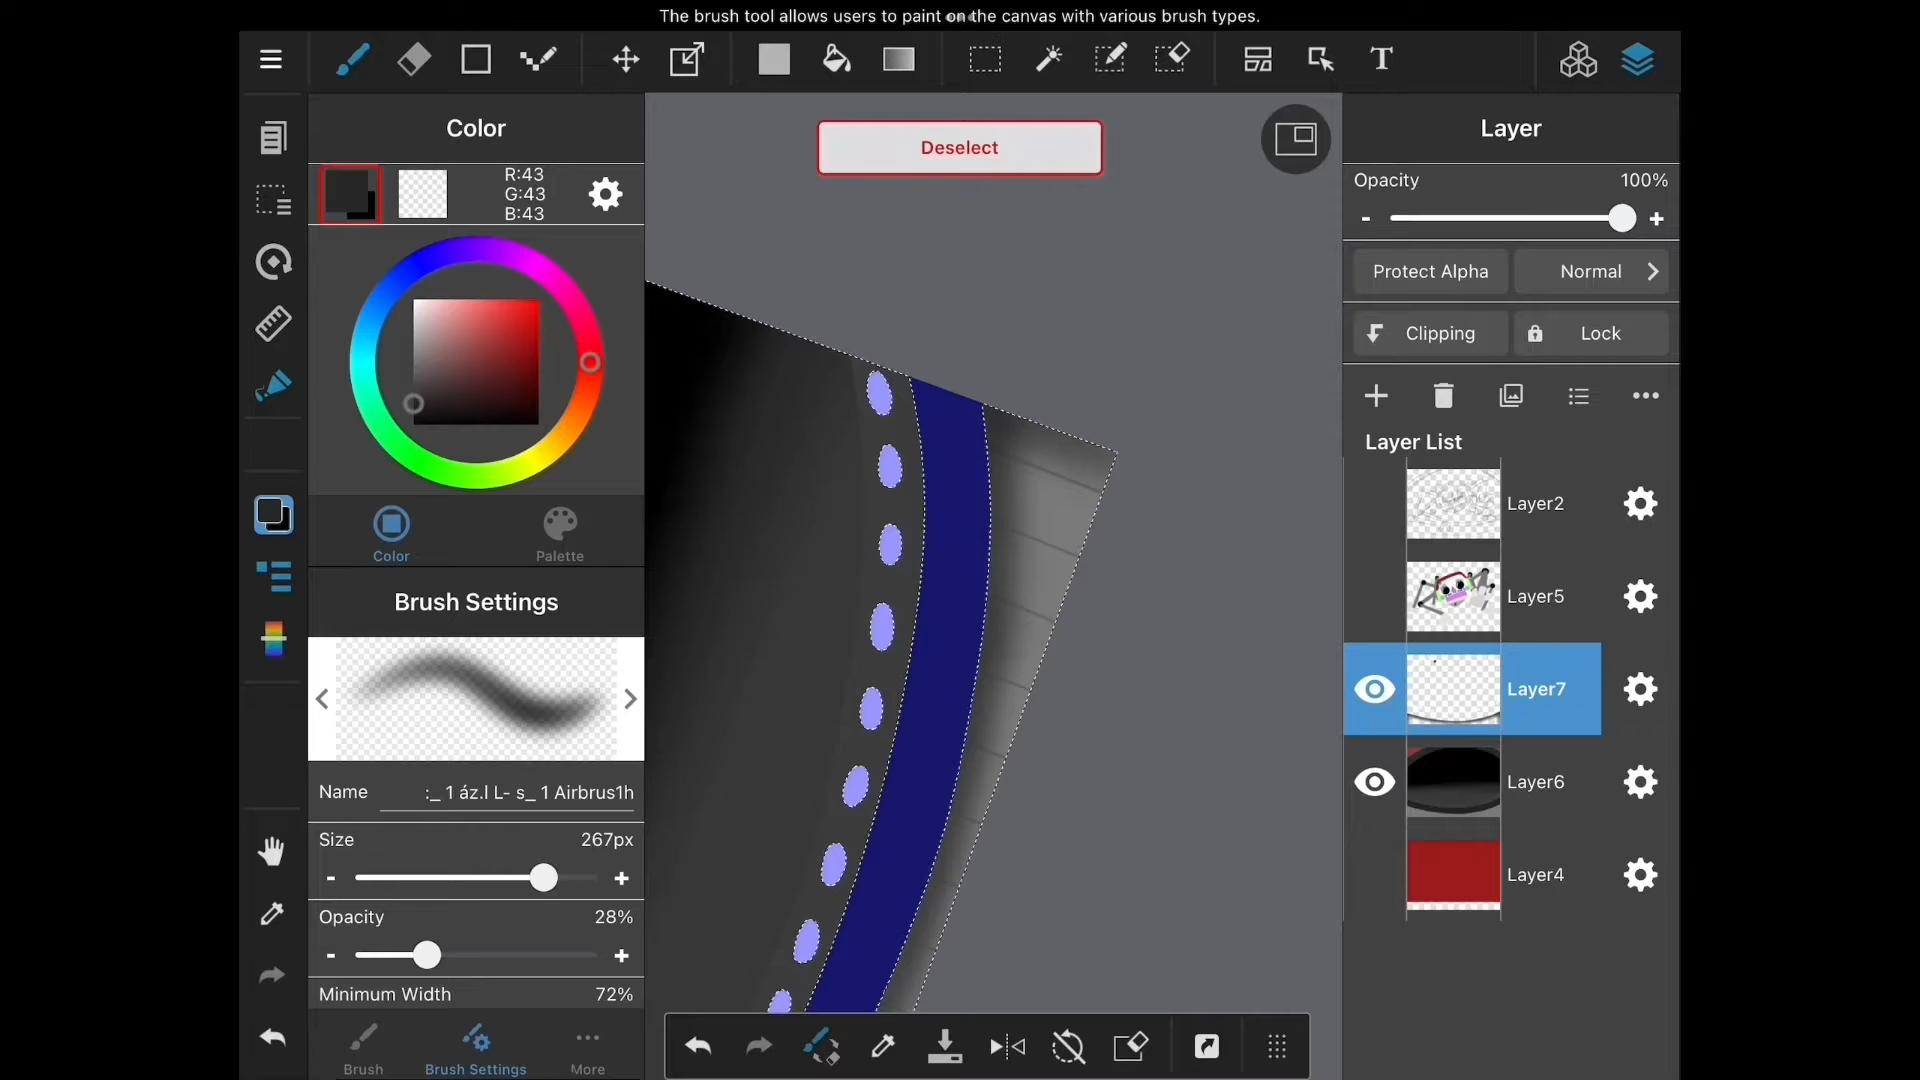 The brush tool allows users to paint on the canvas with various brush types.
T
Color
R:43
G:43
B:43
Color
Palette
Brush Settings
Name
:_ 1 áz.l L- s_ 1 Airbrus1h
Size
267px
-
+
Opacity
28%
-
+
Minimum Width
72%
Brush
Brush Settings
More
Deselect
Layer
Opacity
100%
-
+
Protect Alpha
Normal
Clipping
Lock
Layer List
Layer2
Layer5
Layer7
Layer6
Layer4